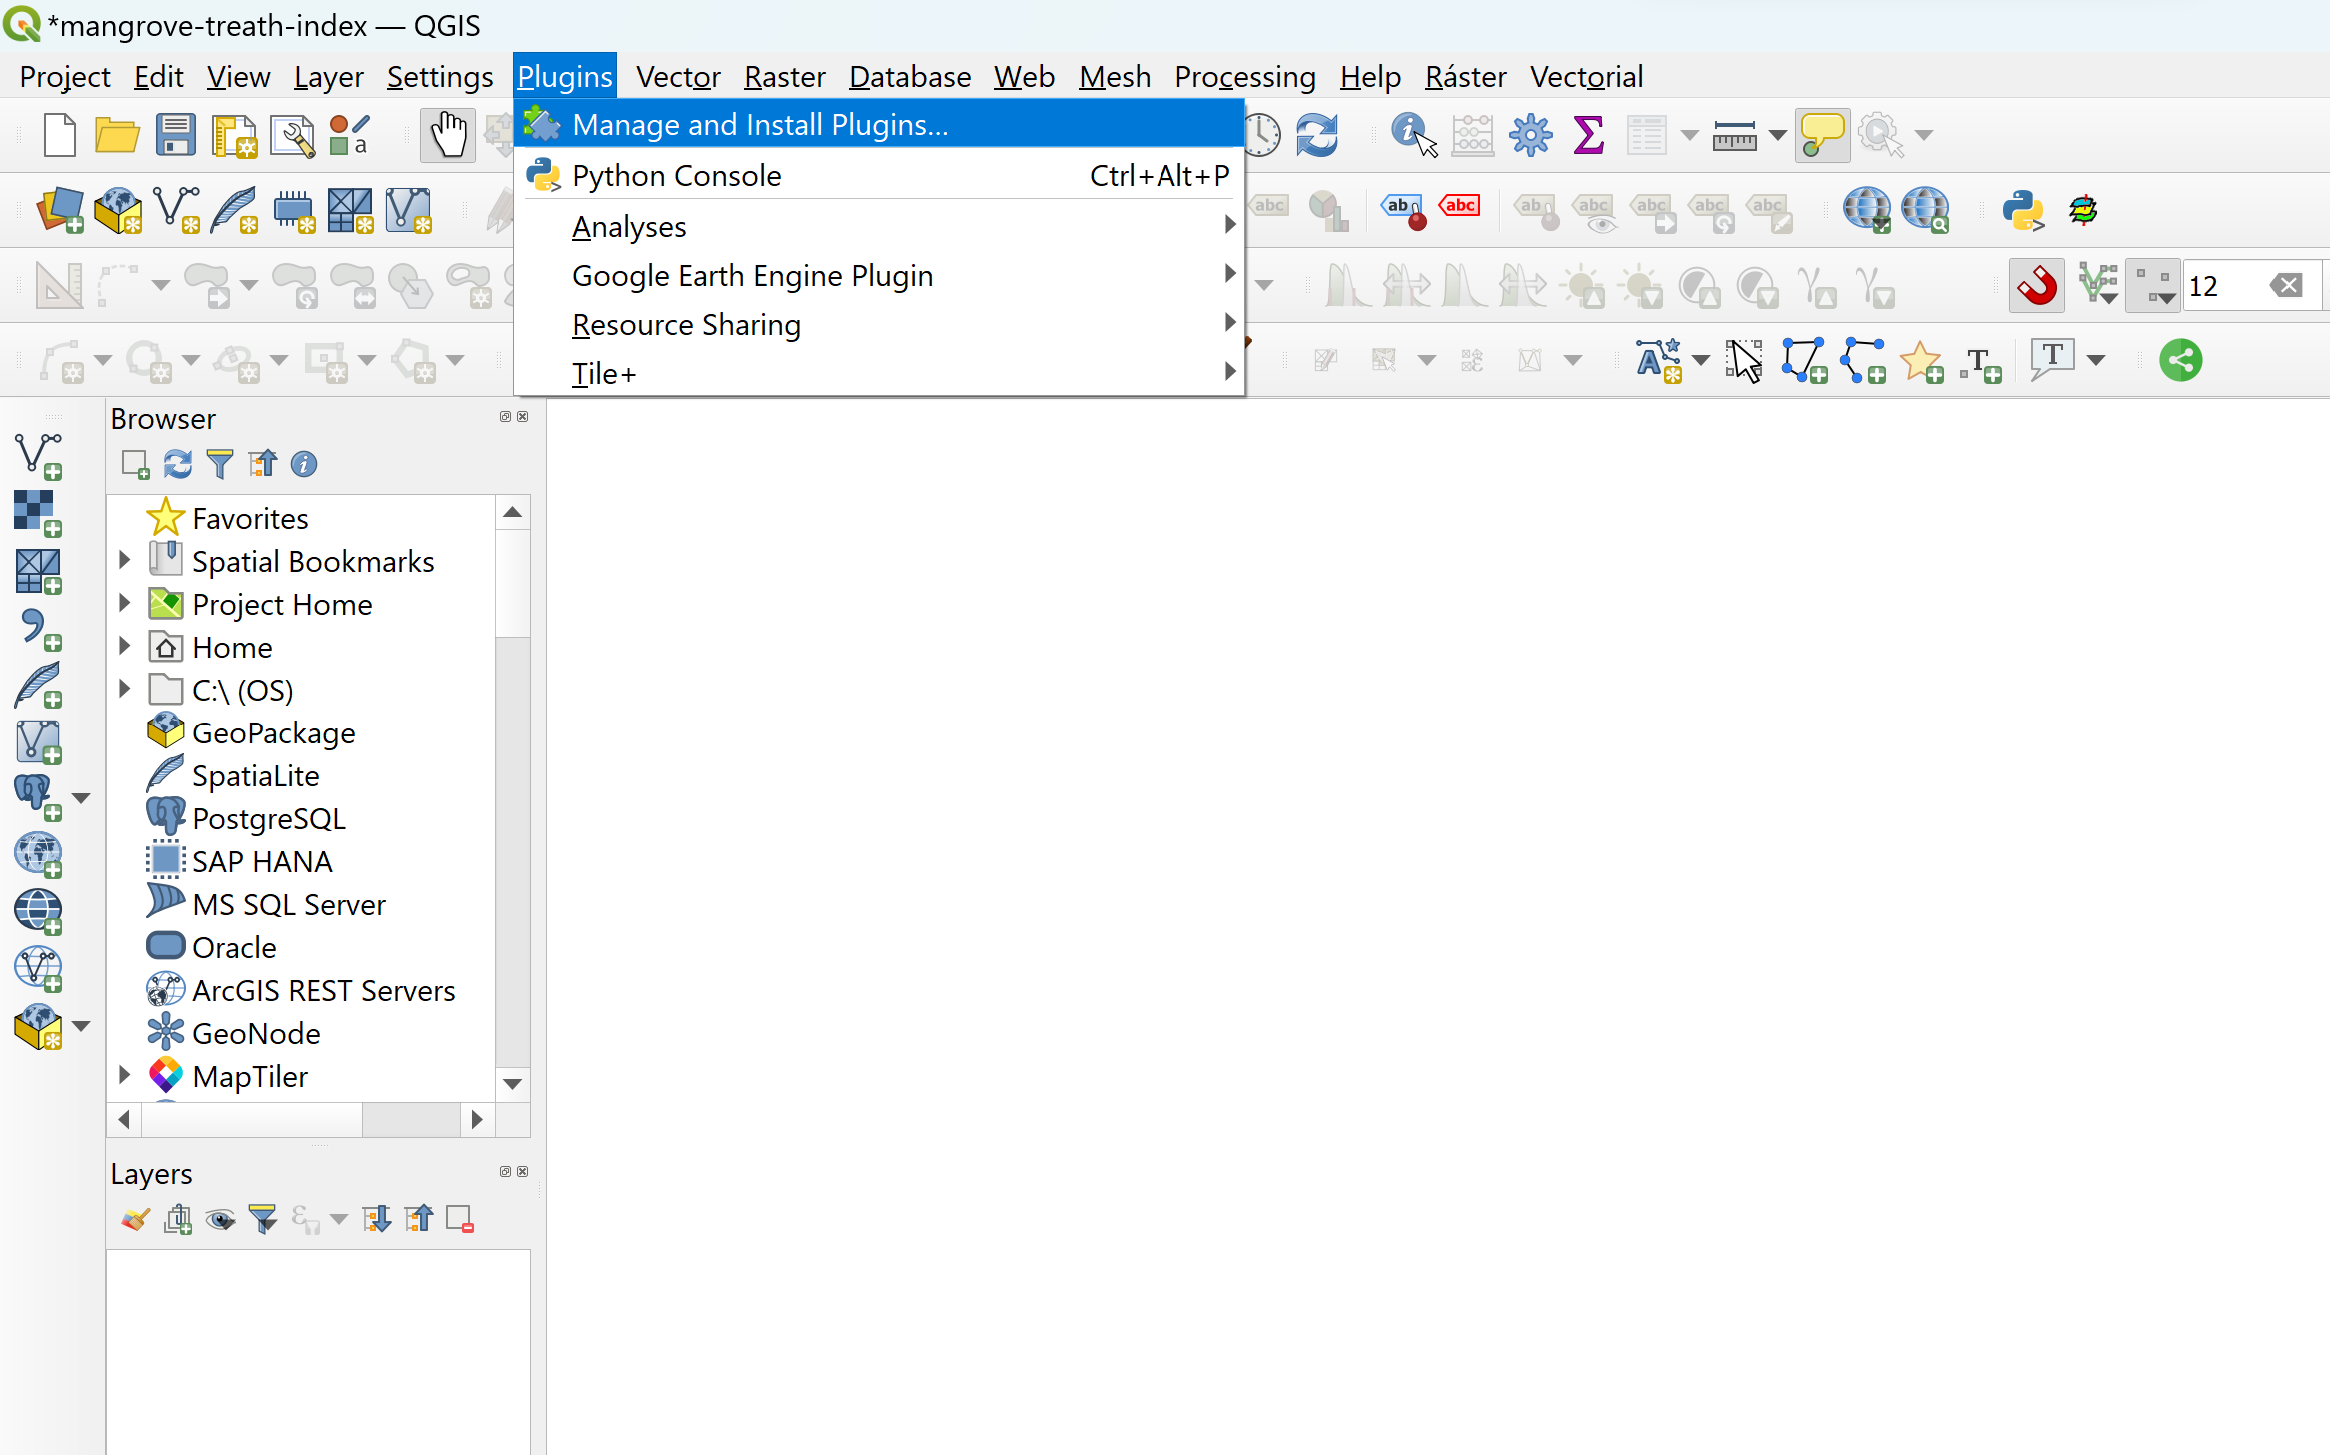 *mangrove-treath-index — QGIS
Project Edit View Layer Settings Plugins Vector Raster Database Web Mesh Processing Help Ráster Vectorial
Manage and Install Plugins...
Python Console Ctrl+Alt+P
Analyses
Google Earth Engine Plugin
Resource Sharing
Tile+
a
abc ab abc abc abc abc abc abc
12
Browser
Favorites
Spatial Bookmarks
Project Home
Home
C:\ (OS)
GeoPackage
SpatiaLite
PostgreSQL
SAP HANA
MS SQL Server
Oracle
ArcGIS REST Servers
GeoNode
MapTiler
Layers